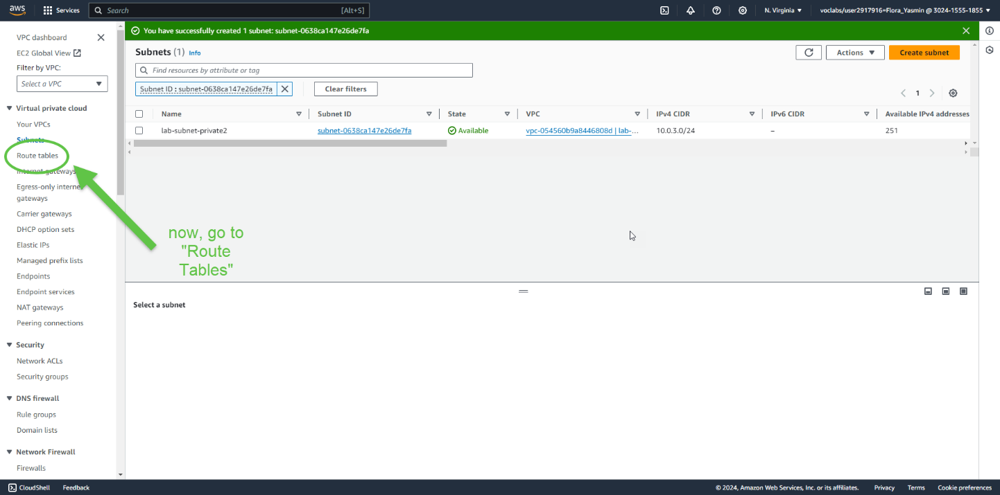 aws
Services
Search [Alt+S]
N. Virginia
voclabs/user2917916=Flora_Yasmin @ 3024-1555-1855
VPC dashboard
EC2 Global View
Filter by VPC:
Select a VPC
Virtual private cloud
Your VPCs
Subnets
Route tables
Internet gateways
Egress-only internet
gateways
Carrier gateways
DHCP option sets
Elastic IPs
Managed prefix lists
Endpoints
Endpoint services
NAT gateways
Peering connections
Security
Network ACLs
Security groups
DNS firewall
Rule groups
Domain lists
Network Firewall
Firewalls
You have successfully created 1 subnet: subnet-0638ca147e26de7fa
Subnets (1) Info
Actions
Create subnet
Find resources by attribute or tag
Subnet ID : subnet-0638ca147e26de7fa
Clear filters
1
Name Subnet ID State VPC IPv4 CIDR IPv6 CIDR Available IPv4 addresses
lab-subnet-private2 subnet-0638ca147e26de7fa Available vpc-054560b9a8446808d | lab-... 10.0.3.0/24 – 251
now, go to
"Route
Tables"
Select a subnet
CloudShell Feedback
© 2024, Amazon Web Services, Inc. or its affiliates. Privacy Terms Cookie preferences